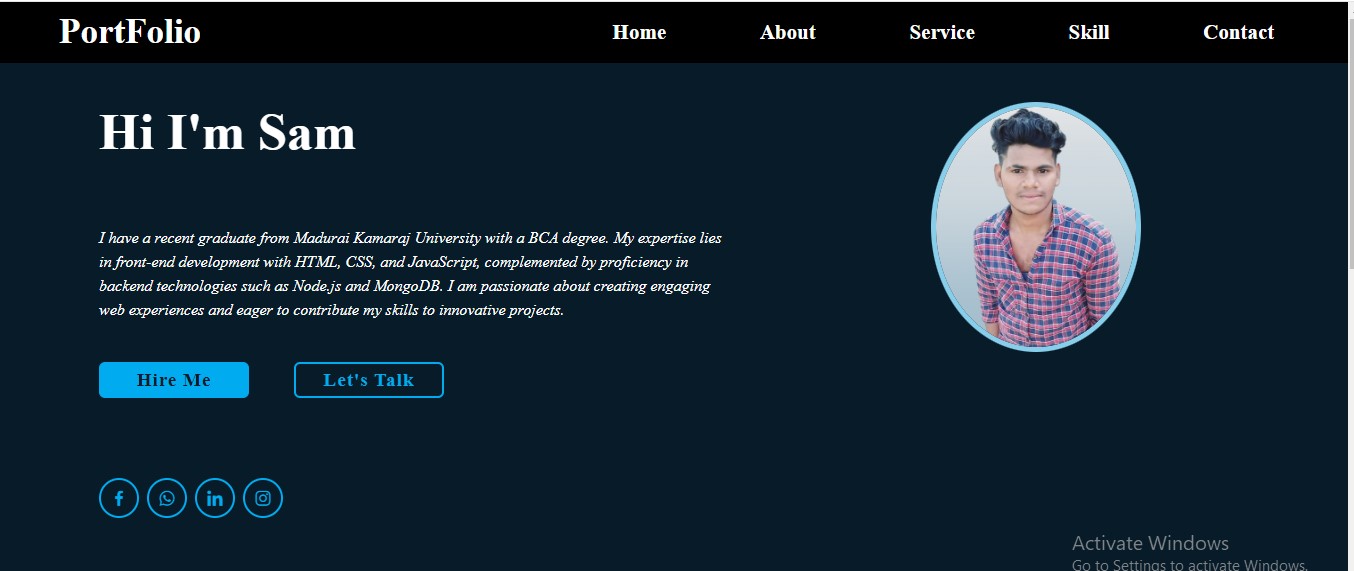 PortFolio
Home
About
Service
Skill
Contact
Hi I'm Sam
I have a recent graduate from Madurai Kamaraj University with a BCA degree. My expertise lies
in front-end development with HTML, CSS, and JavaScript, complemented by proficiency in
backend technologies such as Node.js and MongoDB. I am passionate about creating engaging
web experiences and eager to contribute my skills to innovative projects.
Hire Me
Let's Talk
Activate Windows
Go to Settings to activate Windows.